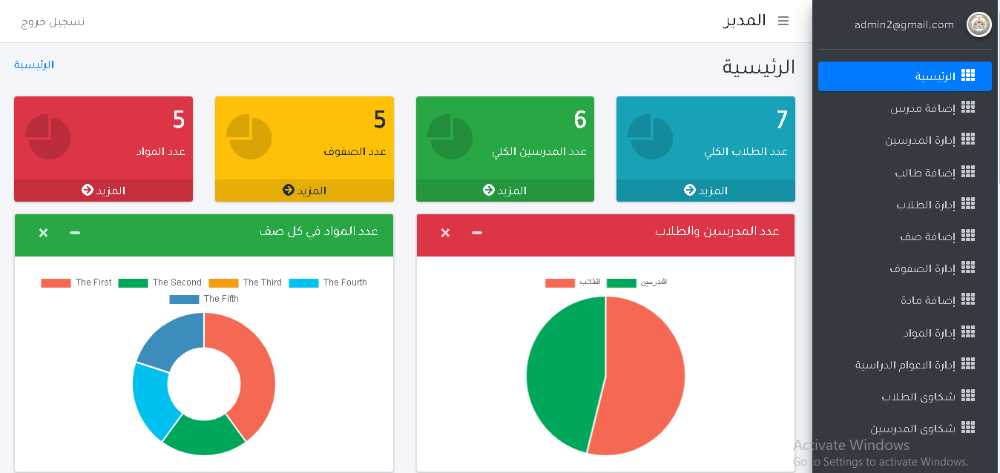 admin2@gmail.com
الرئيسية
إضافة مدرس
إدارة المدرسين
إضافة طالب
إدارة الطلاب
إضافة صف
إدارة الصفوف
إضافة مادة
إدارة المواد
إدارة الاعوام الدراسية
شكاوى الطلاب
شكاوى المدرسين
المدير
تسجيل خروج
الرئيسية
الرئيسية
7
عدد الطلاب الكلي
المزيد
6
عدد المدرسين الكلي
المزيد
5
عدد الصفوف
المزيد
5
عدد المواد
المزيد
عدد المدرسين والطلاب
الطلاب المدرسين
عدد المواد في كل صف
The First The Second The Third The Fourth
The Fifth
Activate Windows
Go to Settings to activate Windows.